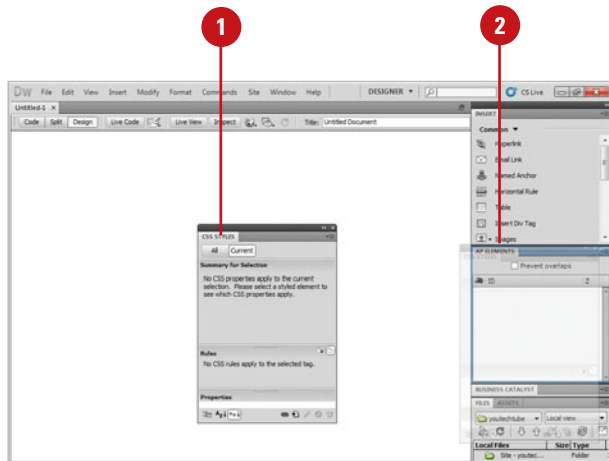 1
2
DW File Edit View Insert Modify Format Commands Site Window Help DESIGNER CS Live
Untitled-1 ×
Code Split Design Live Code Live View Inspect Title: Untitled Document
INSERT
Common
Hyperlink
Email Link
Named Anchor
Horizontal Rule
Table
Insert Div Tag
Images
CSS STYLES
All Current
Summary for Selection
No CSS properties apply to the current
selection. Please select a styled element to
see which CSS properties apply.
Rules
No CSS rules apply to the selected tag.
Properties
AP ELEMENTS
Prevent overlaps
ID Z
BUSINESS CATALYST
FILES ASSETS
youtechtube Local view
Local Files Size Type
Site - youtec... Folder